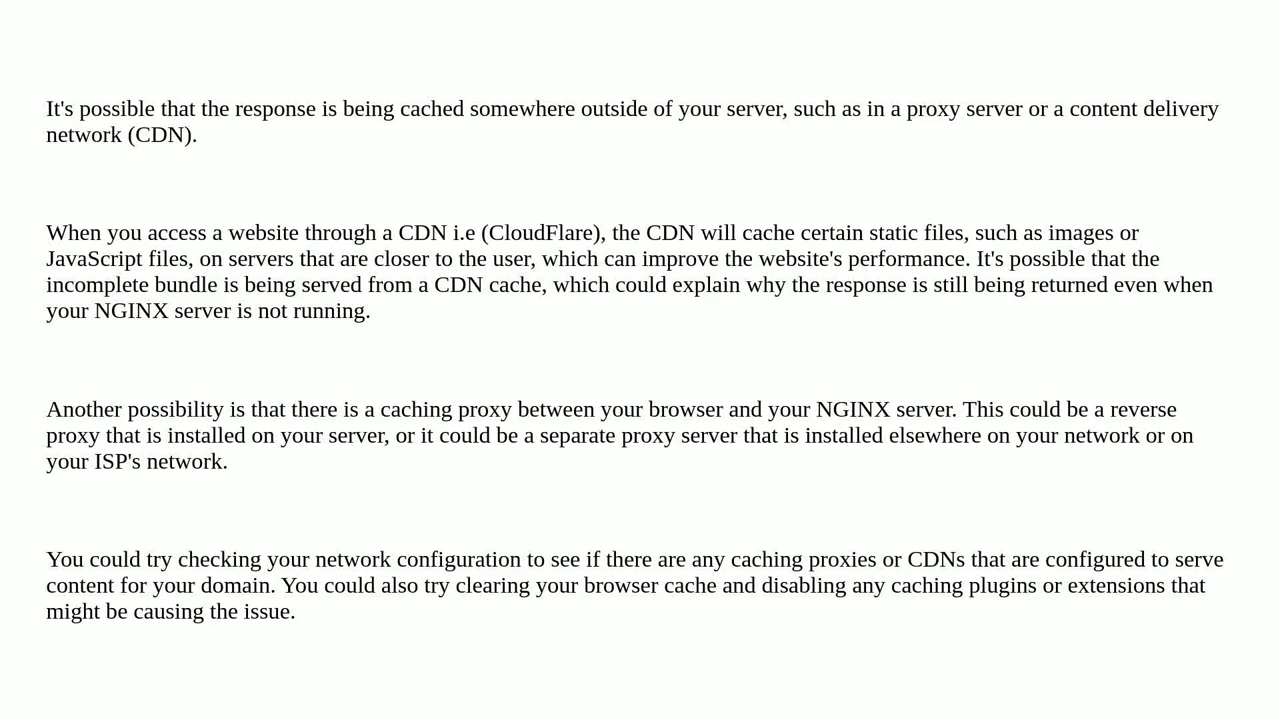 It's possible that the response is being cached somewhere outside of your server, such as in a proxy server or a content delivery
network (CDN).
When you access a website through a CDN i.e (CloudFlare), the CDN will cache certain static files, such as images or
JavaScript files, on servers that are closer to the user, which can improve the website's performance. It's possible that the
incomplete bundle is being served from a CDN cache, which could explain why the response is still being returned even when
your NGINX server is not running.
Another possibility is that there is a caching proxy between your browser and your NGINX server. This could be a reverse
proxy that is installed on your server, or it could be a separate proxy server that is installed elsewhere on your network or on
your ISP's network.
You could try checking your network configuration to see if there are any caching proxies or CDNs that are configured to serve
content for your domain. You could also try clearing your browser cache and disabling any caching plugins or extensions that
might be causing the issue.